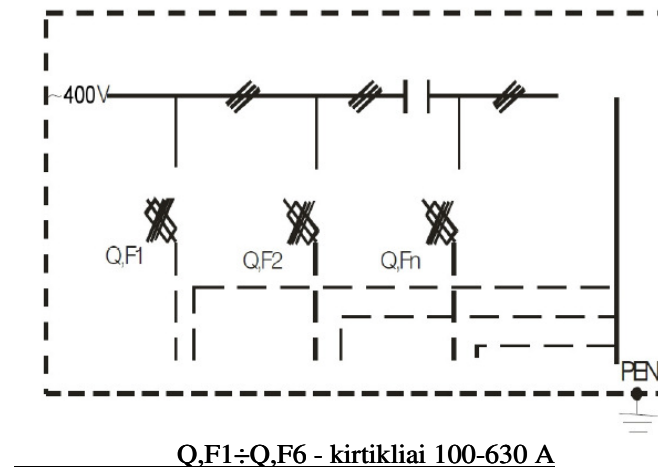 ~400V
Q,F1
Q,F2
Q,Fn
PEN
Q,F1÷Q,F6 - kirtikliai 100-630 A